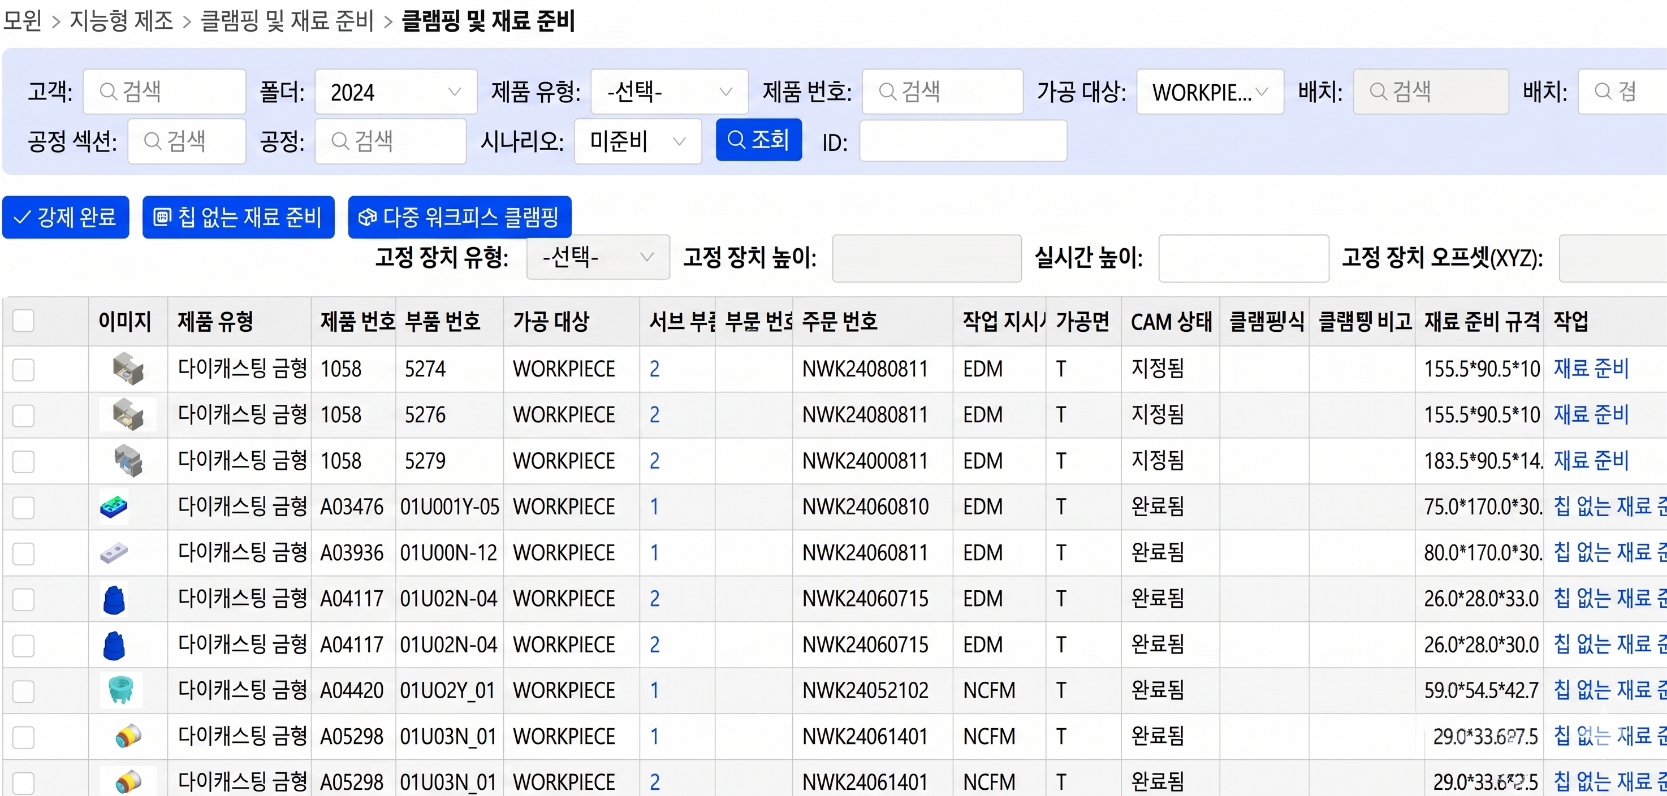 모윈 > 지능형 제조 > 클램핑 및 재료 준비 > 클램핑 및 재료 준비
고객: 검색 폴더: 2024 제품 유형: -선택- 제품 번호: 검색 가공 대상: WORKPIE... 배치: 검색 배치:
공정 섹션: 검색 공정: 검색 시나리오: 미준비 조회 ID:
강제 완료 칩 없는 재료 준비 다중 워크피스 클램핑
고정 장치 유형: -선택- 고정 장치 높이: 실시간 높이: 고정 장치 오프셋(XYZ):
이미지 제품 유형 제품 번호 부품 번호 가공 대상 서브 부품 주문 번호 작업 지시 가공면 CAM 상태 클램핑 비고 재료 준비 규격 작업
다이캐스팅 금형 1058 5274 WORKPIECE 2 NWK24080811 EDM T 지정됨 155.5*90.5*10 재료 준비
다이캐스팅 금형 1058 5276 WORKPIECE 2 NWK24080811 EDM T 지정됨 155.5*90.5*10 재료 준비
다이캐스팅 금형 1058 5279 WORKPIECE 2 NWK24000811 EDM T 지정됨 183.5*90.5*14. 재료 준비
다이캐스팅 금형 A03476 01U001Y-05 WORKPIECE 1 NWK24060810 EDM T 완료됨 75.0*170.0*30. 칩 없는 재료 준
다이캐스팅 금형 A03936 01U00N-12 WORKPIECE 1 NWK24060811 EDM T 완료됨 80.0*170.0*30. 칩 없는 재료 준
다이캐스팅 금형 A04117 01U02N-04 WORKPIECE 2 NWK24060715 EDM T 완료됨 26.0*28.0*33.0 칩 없는 재료 준
다이캐스팅 금형 A04117 01U02N-04 WORKPIECE 2 NWK24060715 EDM T 완료됨 26.0*28.0*30.0 칩 없는 재료 준
다이캐스팅 금형 A04420 01UO2Y_01 WORKPIECE 1 NWK24052102 NCFM T 완료됨 59.0*54.5*42.7 칩 없는 재료 준
다이캐스팅 금형 A05298 01U03N_01 WORKPIECE 1 NWK24061401 NCFM T 완료됨 칩 없는 재료 준
다이캐스팅 금형 A05298 01U03N_01 WORKPIECE 2 NWK24061401 NCFM T 완료됨 칩 없는 재료 준